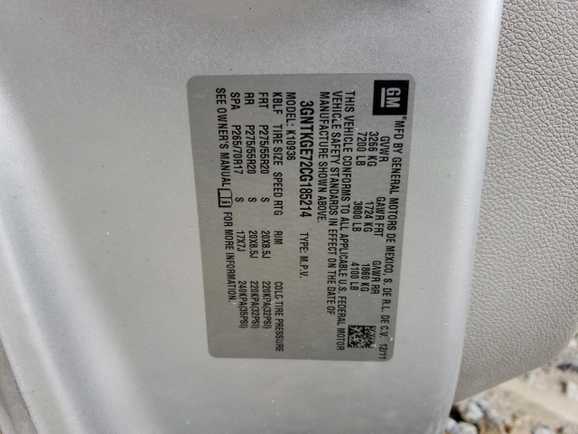 GM
MFD BY GENERAL MOTORS DE MEXICO, S. DE R.L. DE C.V. 12/11
GVWR GAWR FRT GAWR RR
3266 KG 1724 KG 1860 KG
7200 LB 3800 LB 4100 LB
THIS VEHICLE CONFORMS TO ALL APPLICABLE U.S. FEDERAL MOTOR
VEHICLE SAFETY STANDARDS IN EFFECT ON THE DATE OF
MANUFACTURE SHOWN ABOVE.
3GNTKGE72CG185214 TYPE: M.P.V.
MODEL: K10936
KBLF TIRE SIZE SPEED RTG RIM COLD TIRE PRESSURE
FRT P275/55R20 S 20X8.5J 220KPA(32PSI)
RR P275/55R20 S 20X8.5J 220KPA(32PSI)
SPA P265/70R17 S 17X7J 240KPA(35PSI)
SEE OWNER'S MANUAL FOR MORE INFORMATION.